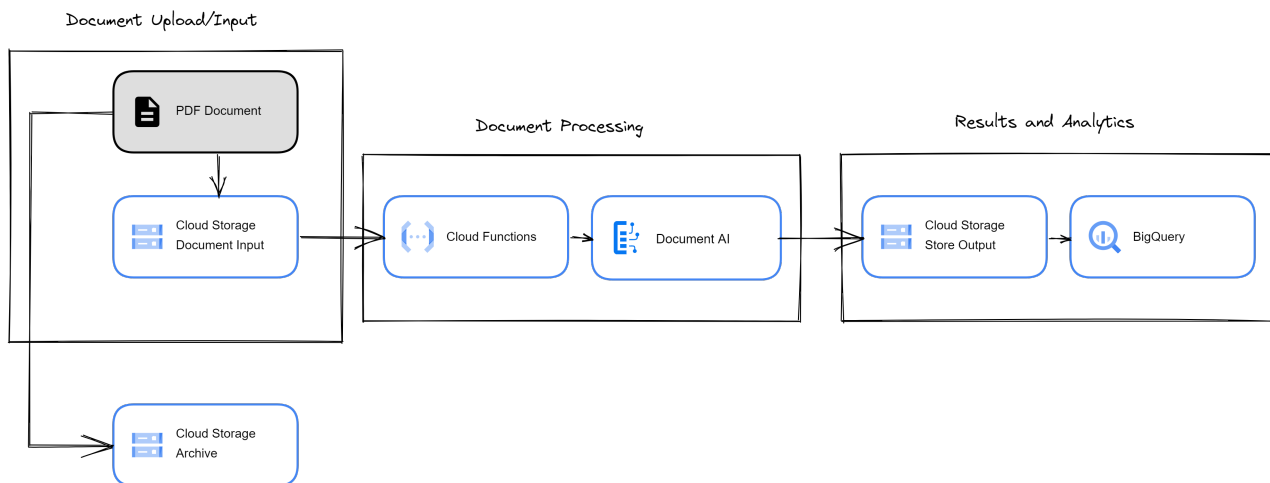 Document Upload/Input
PDF Document
Cloud Storage
Document Input
Cloud Storage
Archive
Document Processing
Cloud Functions
Document AI
Results and Analytics
Cloud Storage
Store Output
BigQuery